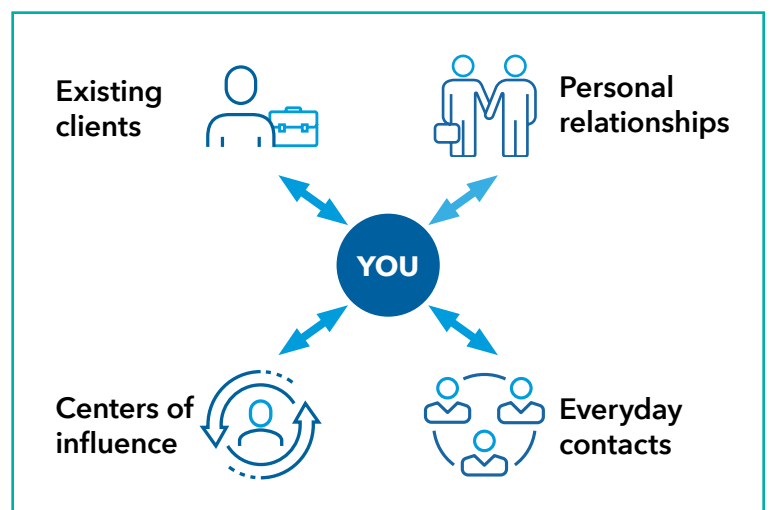 Existing
clients
Personal
relationships
YOU
Centers of
influence
Everyday
contacts